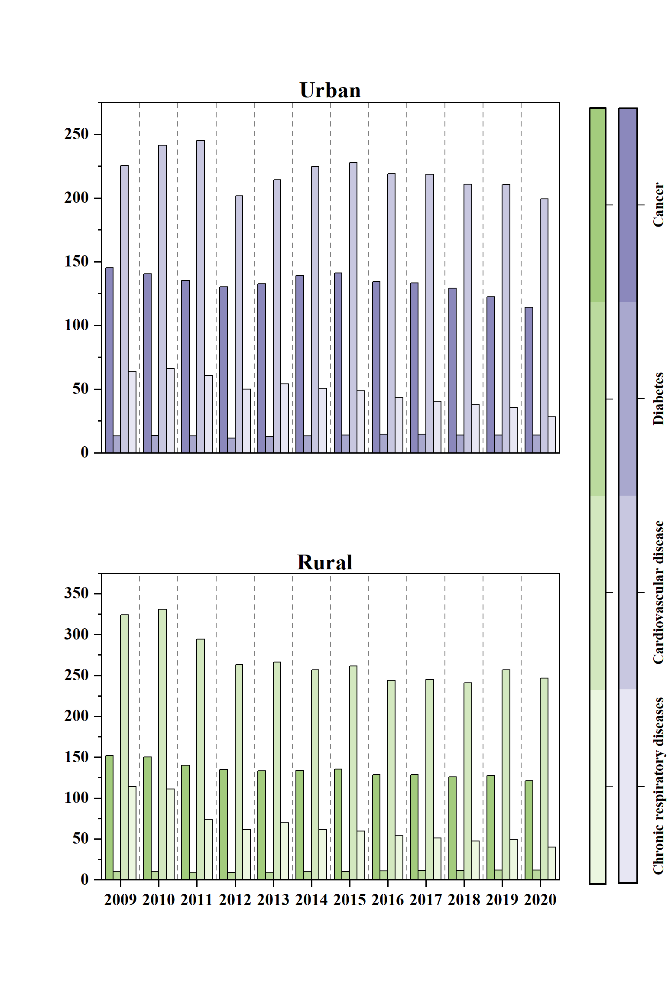 Urban
250
200
150
100
50
0
Rural
350
300
250
200
150
100
50
0
2009 2010 2011 2012 2013 2014 2015 2016 2017 2018 2019 2020
Cancer
Diabetes
Cardiovascular disease
Chronic respiratory diseases